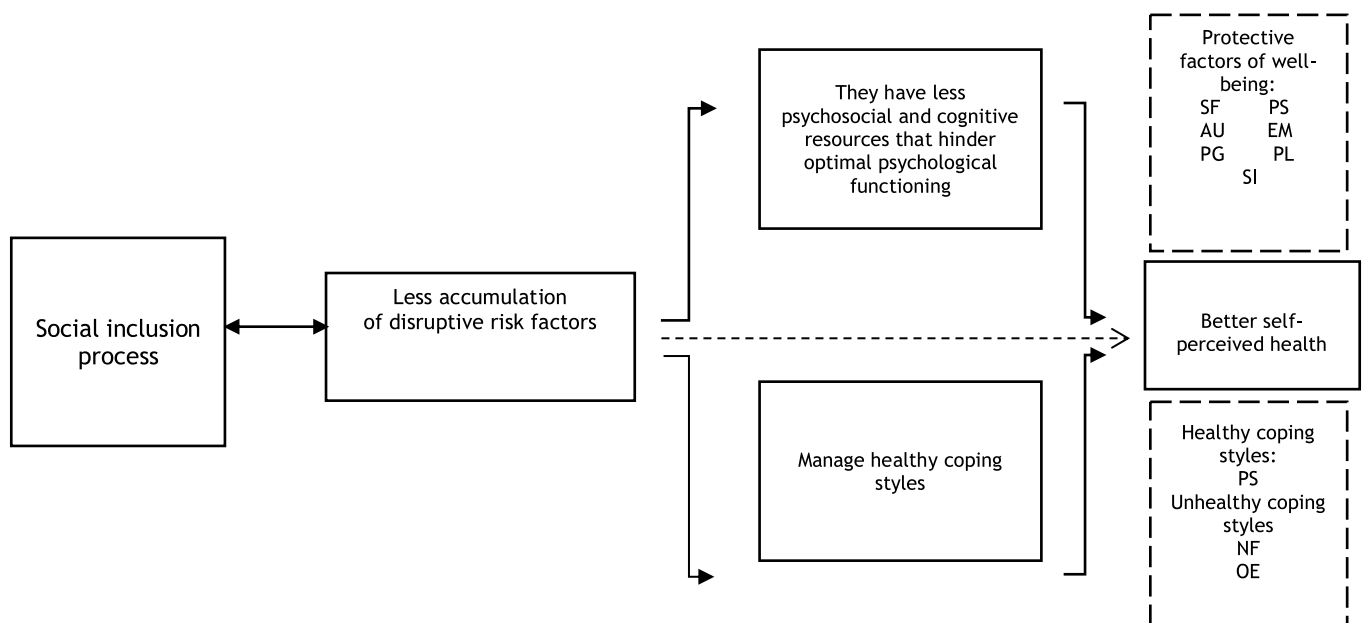 Social inclusion
process
Less accumulation
of disruptive risk factors
They have less
psychosocial and cognitive
resources that hinder
optimal psychological
functioning
Manage healthy coping
styles
Protective
factors of well-
being:
SF PS
AU EM
PG PL
SI
Better self-
perceived health
Healthy coping
styles:
PS
Unhealthy coping
styles
NF
OE